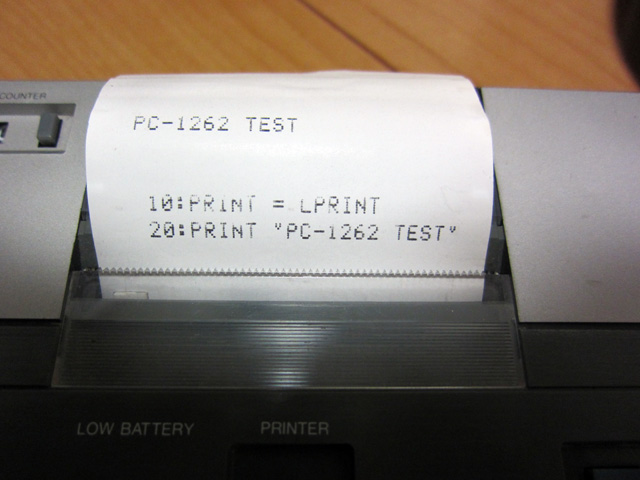 COUNTER
PC-1262 TEST
10:PRINT = LPRINT
20:PRINT "PC-1262 TEST"
LOW BATTERY
PRINTER